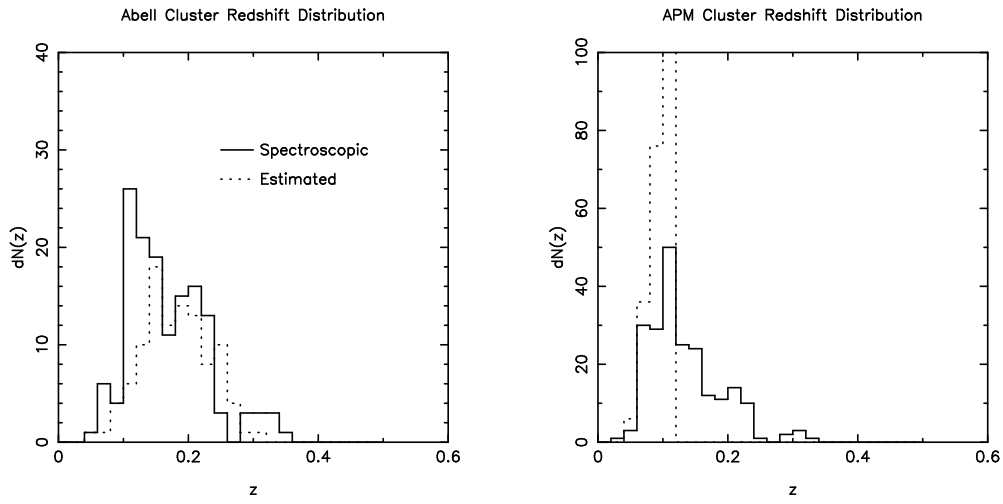 Abell Cluster Redshift Distribution
40
30
20
10
0
dN(z)
Spectroscopic
Estimated
0
0.2
0.4
0.6
z
APM Cluster Redshift Distribution
100
80
60
40
20
0
dN(z)
0
0.2
0.4
0.6
z